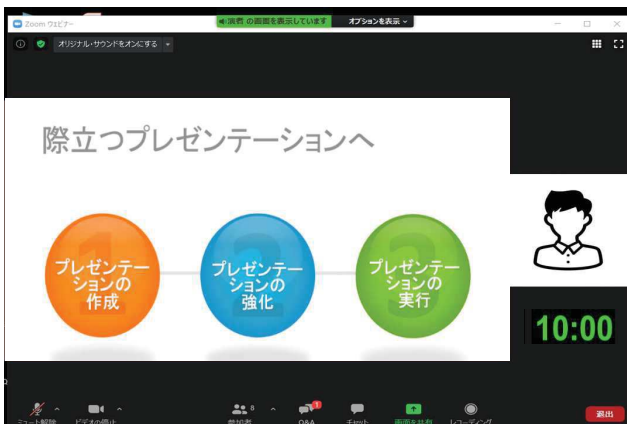 Zoom ウェビナー
演者 の画面を表示しています オプションを表示
オリジナル・サウンドをオンにする
際立つプレゼンテーションへ
1
プレゼンテー
ションの
作成
2
プレゼンテー
ションの
強化
3
プレゼンテー
ションの
実行
10:00
8
1
ミュート解除 ビデオの停止 参加者 Q&A チャット 画面を共有 レコーディング
退出